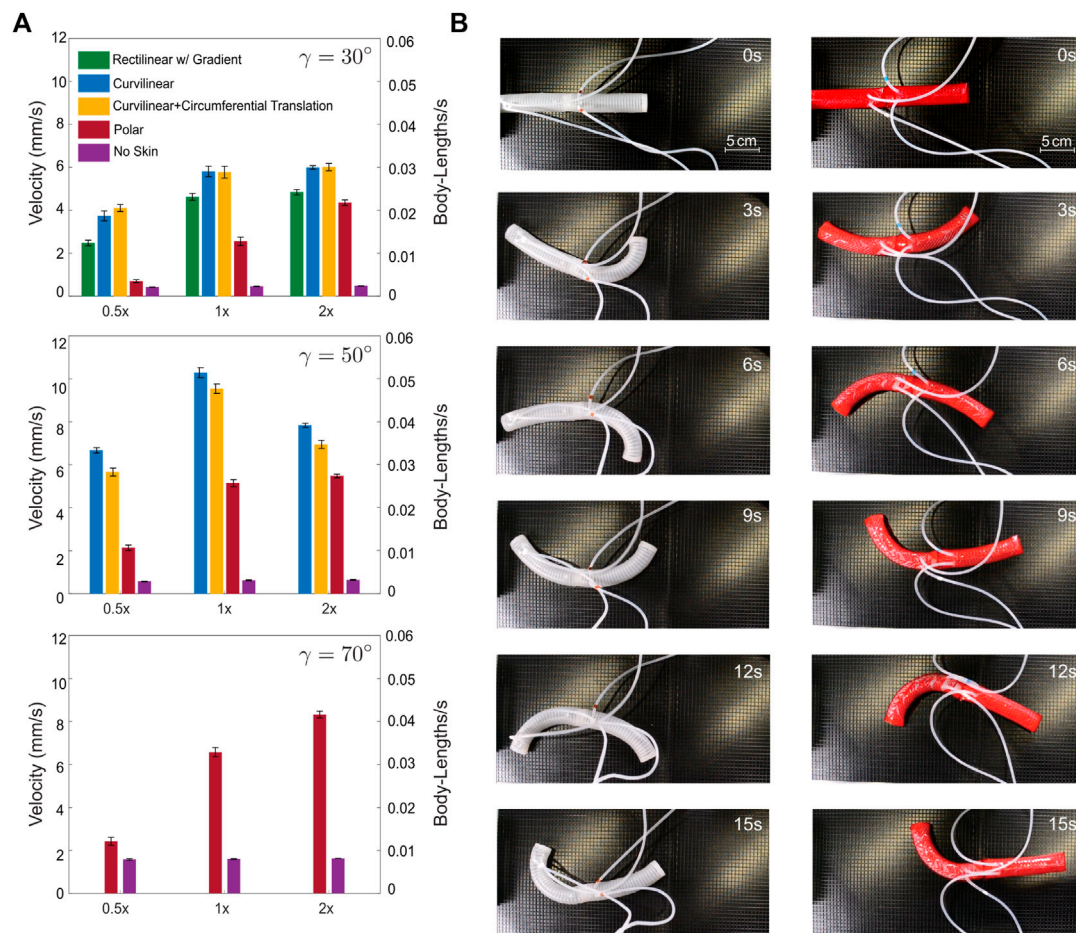 A
B
12
10
8
6
4
2
0
Velocity (mm/s)
Rectilinear w/ Gradient
Curvilinear
Curvilinear+Circumferential Translation
Polar
No Skin
γ = 30°
0.06
0.05
0.04
0.03
0.02
0.01
0
Body-Lengths/s
0.5x 1x 2x
12
10
8
6
4
2
0
Velocity (mm/s)
γ = 50°
0.06
0.05
0.04
0.03
0.02
0.01
0
Body-Lengths/s
0.5x 1x 2x
12
10
8
6
4
2
0
Velocity (mm/s)
γ = 70°
0.06
0.05
0.04
0.03
0.02
0.01
0
Body-Lengths/s
0.5x 1x 2x
0s 0s
5 cm 5 cm
3s 3s
6s 6s
9s 9s
12s 12s
15s 15s